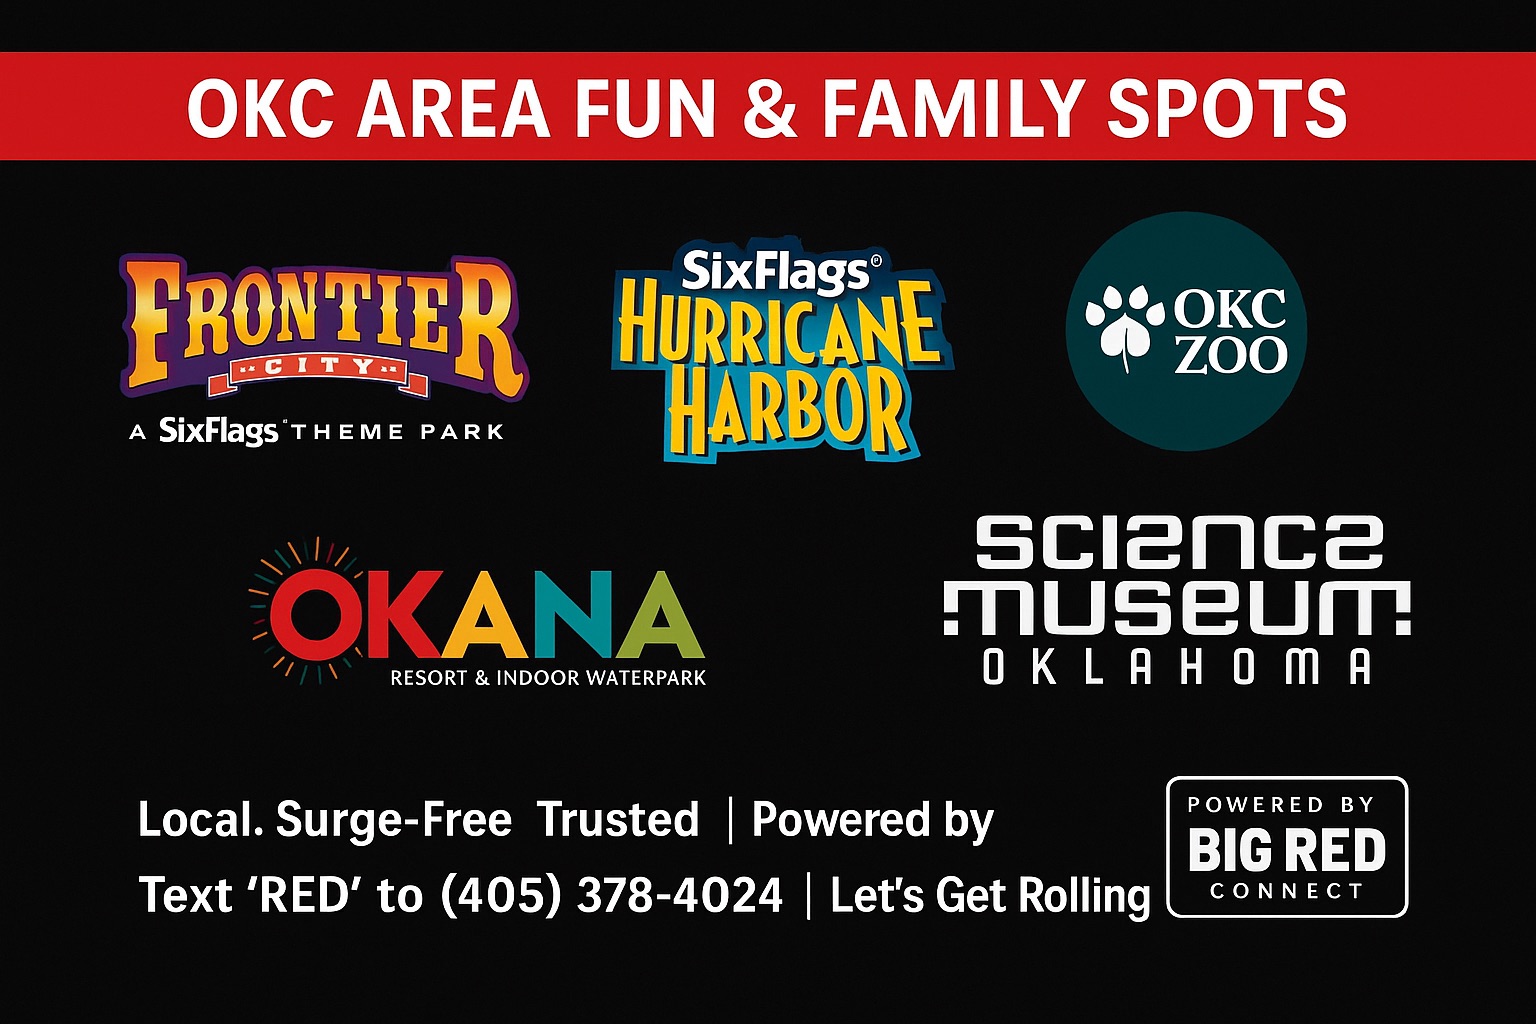 OKC AREA FUN & FAMILY SPOTS
FRONTIER
CITY
A SixFlags® THEME PARK
SixFlags®
HURRICANE
HARBOR
OKC
ZOO
OKANA
RESORT & INDOOR WATERPARK
science
museum
OKLAHOMA
Local. Surge-Free Trusted | Powered by
Text ‘RED’ to (405) 378-4024 | Let's Get Rolling
POWERED BY
BIG RED
CONNECT